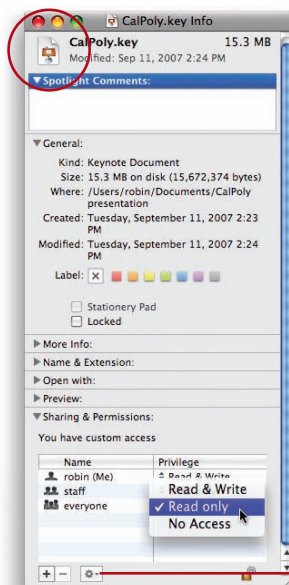 CalPoly.key Info
CalPoly.key 15.3 MB
Modified: Sep 11, 2007 2:24 PM
Spotlight Comments:
General:
Kind: Keynote Document
Size: 15.3 MB on disk (15,672,374 bytes)
Where: /Users/robin/Documents/CalPoly
presentation
Created: Tuesday, September 11, 2007 2:23
PM
Modified: Tuesday, September 11, 2007 2:24
PM
Label:
Stationery Pad
Locked
More Info:
Name & Extension:
Open with:
Preview:
Sharing & Permissions:
You have custom access
Name Privilege
robin (Me) Read & Write
staff Read & Write
everyone Read only
No Access